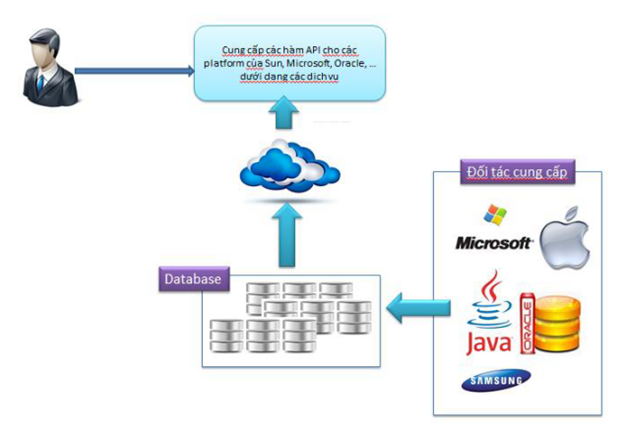 Cung cấp các hàm API cho các
platform của Sun, Microsoft, Oracle, ...
dưới dạng các dịch vụ
Đối tác cung cấp
Microsoft
Database
ORACLE
Java
SAMSUNG